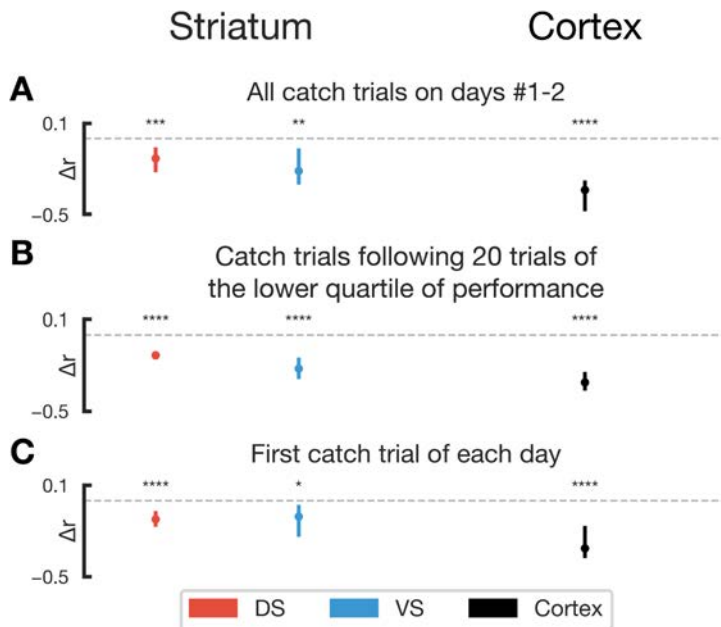 Striatum Cortex
A All catch trials on days #1-2
0.1 *** ** ****
Δr
−0.5
B Catch trials following 20 trials of
the lower quartile of performance
0.1 **** **** ****
Δr
−0.5
C First catch trial of each day
0.1 **** * ****
Δr
−0.5
DS VS Cortex